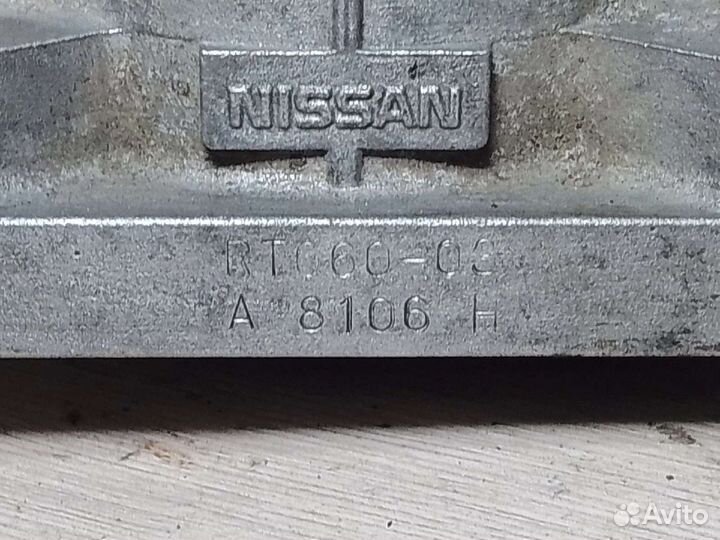 NISSAN
RTC60-03
A 8106 H
Avito